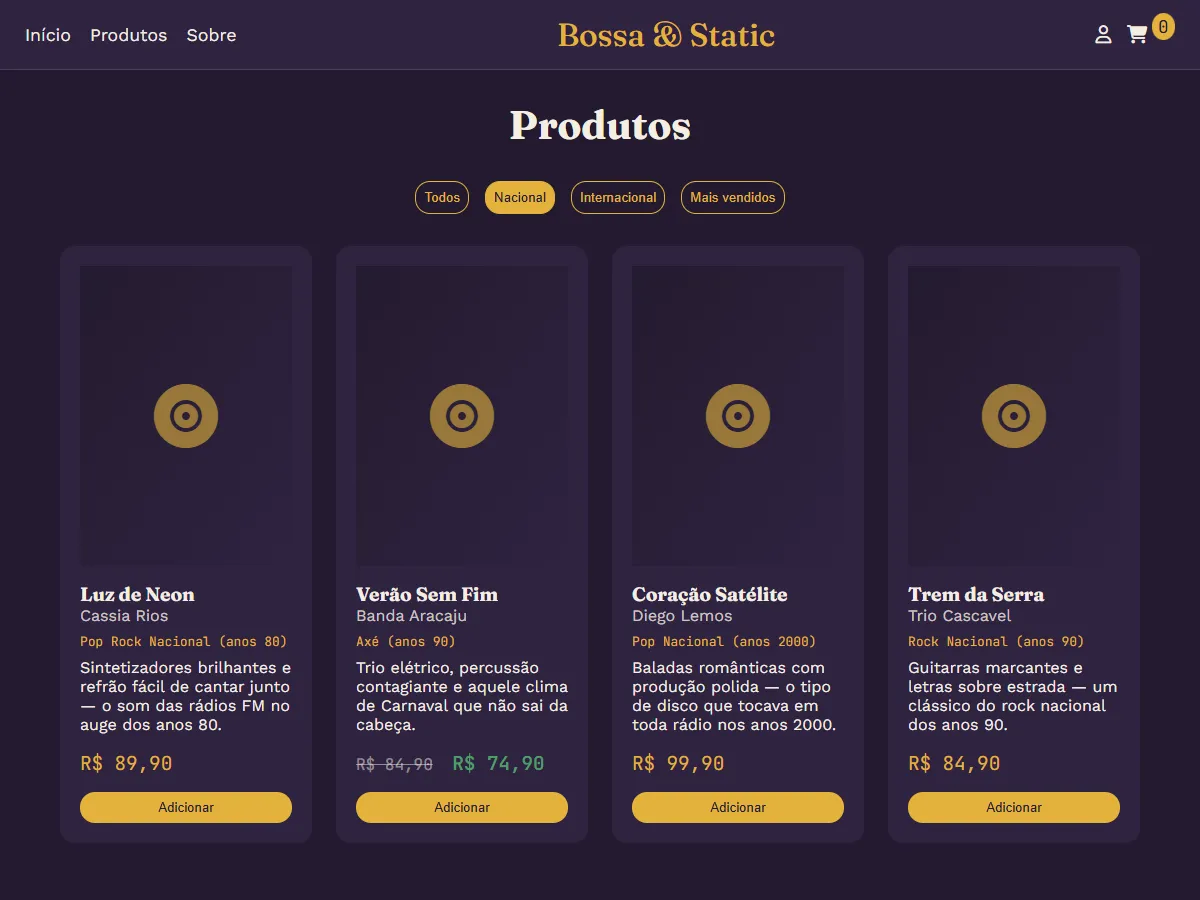 Início Produtos Sobre
Bossa & Static
0
Produtos
Todos Nacional Internacional Mais vendidos
Luz de Neon
Cassia Rios
Pop Rock Nacional (anos 80)
Sintetizadores brilhantes e
refrão fácil de cantar junto
— o som das rádios FM no
auge dos anos 80.
R$ 89,90
Adicionar
Verão Sem Fim
Banda Aracaju
Axé (anos 90)
Trio elétrico, percussão
contagiante e aquele clima
de Carnaval que não sai da
cabeça.
R$ 84,90 R$ 74,90
Adicionar
Coração Satélite
Diego Lemos
Pop Nacional (anos 2000)
Baladas românticas com
produção polida — o tipo
de disco que tocava em
toda rádio nos anos 2000.
R$ 99,90
Adicionar
Trem da Serra
Trio Cascavel
Rock Nacional (anos 90)
Guitarras marcantes e
letras sobre estrada — um
clássico do rock nacional
dos anos 90.
R$ 84,90
Adicionar